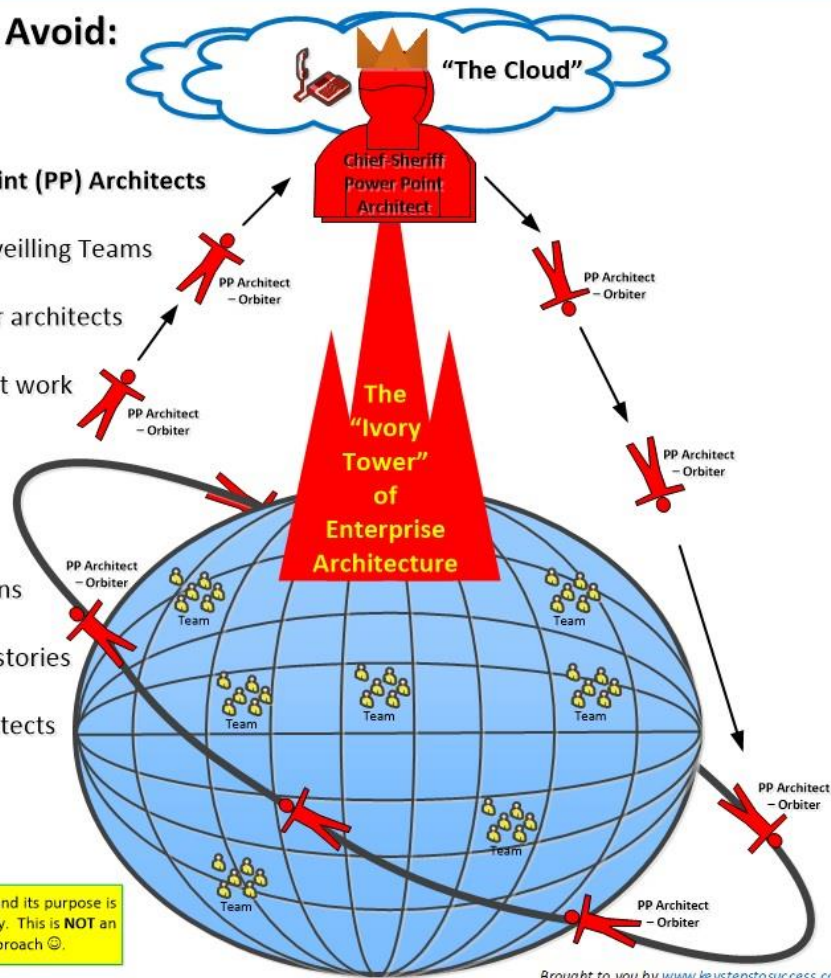 Avoid:
"The Cloud"
Chief-Sheriff
Power Point
Architect
int (PP) Architects
veilling Teams
PP Architect
– Orbiter
PP Architect
– Orbiter
r architects
t work
PP Architect
– Orbiter
PP Architect
– Orbiter
The
"Ivory
Tower"
of
Enterprise
Architecture
PP Architect
– Orbiter
ns
stories
tects
Team
Team
Team
Team
Team
Team
Team
PP Architect
– Orbiter
PP Architect
– Orbiter
nd its purpose is
y. This is NOT an
roach ☺.
Brought to you by www.keystepstosuccess.co